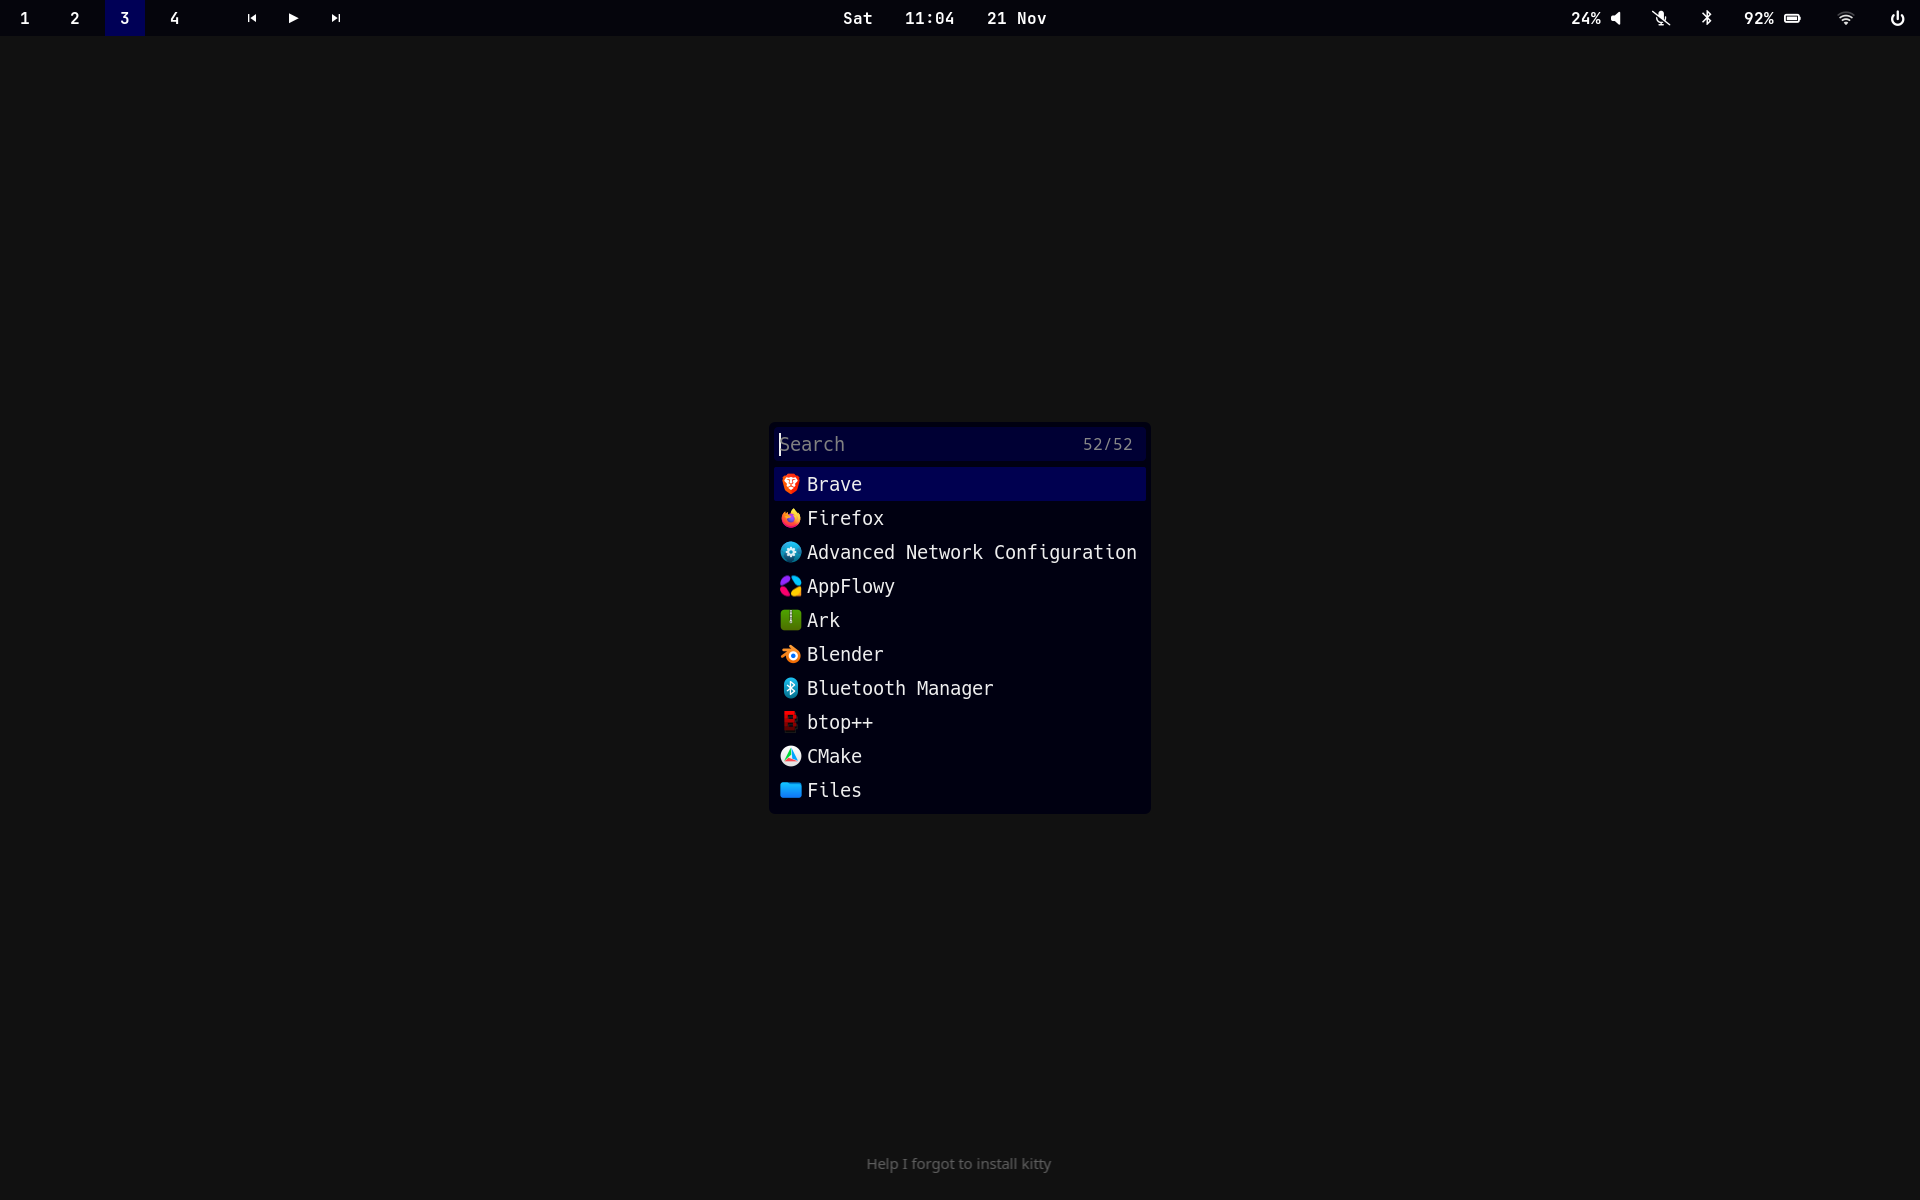 1 2 3 4 Sat 11:04 21 Nov 24% 92%
Search 52/52
Brave
Firefox
Advanced Network Configuration
AppFlowy
Ark
Blender
Bluetooth Manager
btop++
CMake
Files
Help I forgot to install kitty